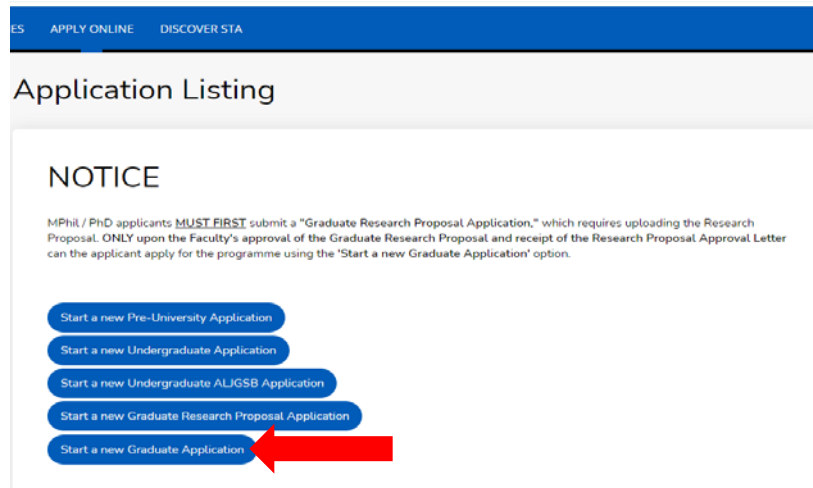 ES APPLY ONLINE DISCOVER STA
Application Listing
NOTICE
MPhil / PhD applicants MUST FIRST submit a "Graduate Research Proposal Application," which requires uploading the Research
Proposal. ONLY upon the Faculty's approval of the Graduate Research Proposal and receipt of the Research Proposal Approval Letter
can the applicant apply for the programme using the 'Start a new Graduate Application' option.
Start a new Pre-University Application
Start a new Undergraduate Application
Start a new Undergraduate ALJGSB Application
Start a new Graduate Research Proposal Application
Start a new Graduate Application